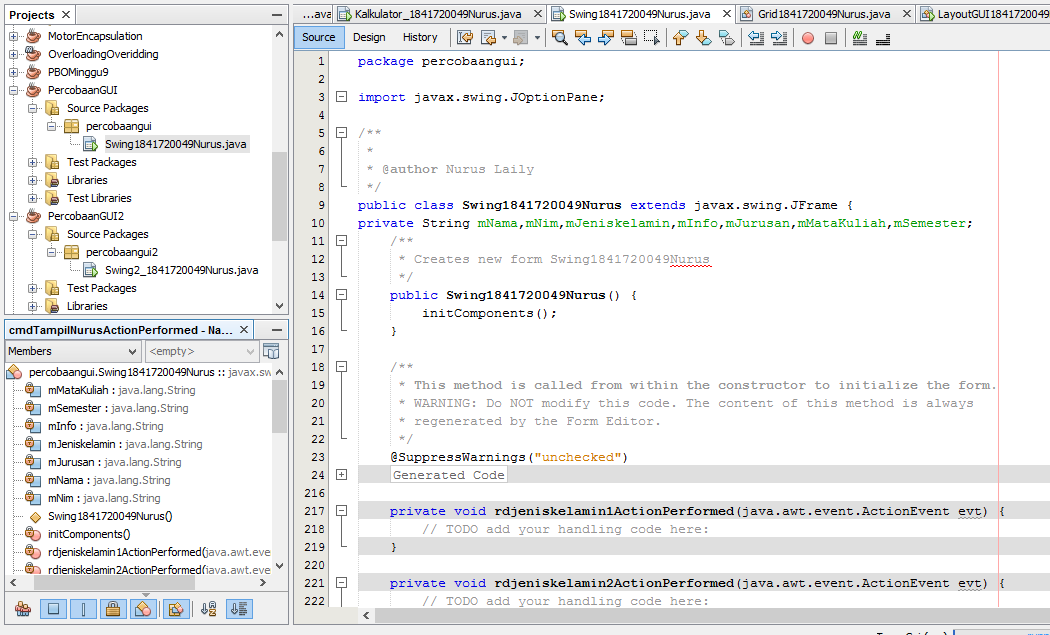 Projects
MotorEncapsulation
OverloadingOveridding
PBOMinggu9
PercobaanGUI
Source Packages
percobaangui
Swing1841720049Nurus.java
Test Packages
Libraries
Test Libraries
PercobaanGUI2
Source Packages
percobaangui2
Swing2_1841720049Nurus.java
Test Packages
Libraries
cmdTampilNurusActionPerformed - Na...
Members
<empty>
percobaangui.Swing1841720049Nurus :: javax.sw
mMataKuliah : java.lang.String
mSemester : java.lang.String
mInfo : java.lang.String
mJeniskelamin : java.lang.String
mJurusan : java.lang.String
mNama : java.lang.String
mNim : java.lang.String
Swing1841720049Nurus()
initComponents()
rdjeniskelamin1ActionPerformed(java.awt.eve
rdjeniskelamin2ActionPerformed(java.awt.eve
...ava Kalkulator_1841720049Nurus.java Swing1841720049Nurus.java Grid1841720049Nurus.java LayoutGUI1841720049
Source Design History
1 package percobaangui;
2
3 import javax.swing.JOptionPane;
4
5 /**
6 *
7 * @author Nurus Laily
8 */
9 public class Swing1841720049Nurus extends javax.swing.JFrame {
10 private String mNama,mNim,mJeniskelamin,mInfo,mJurusan,mMataKuliah,mSemester;
11 /**
12 * Creates new form Swing1841720049Nurus
13 */
14 public Swing1841720049Nurus() {
15 initComponents();
16 }
17
18 /**
19 * This method is called from within the constructor to initialize the form.
20 * WARNING: Do NOT modify this code. The content of this method is always
21 * regenerated by the Form Editor.
22 */
23 @SuppressWarnings("unchecked")
24 Generated Code
216
217 private void rdjeniskelamin1ActionPerformed(java.awt.event.ActionEvent evt) {
218 // TODO add your handling code here:
219 }
220
221 private void rdjeniskelamin2ActionPerformed(java.awt.event.ActionEvent evt) {
222 // TODO add your handling code here: